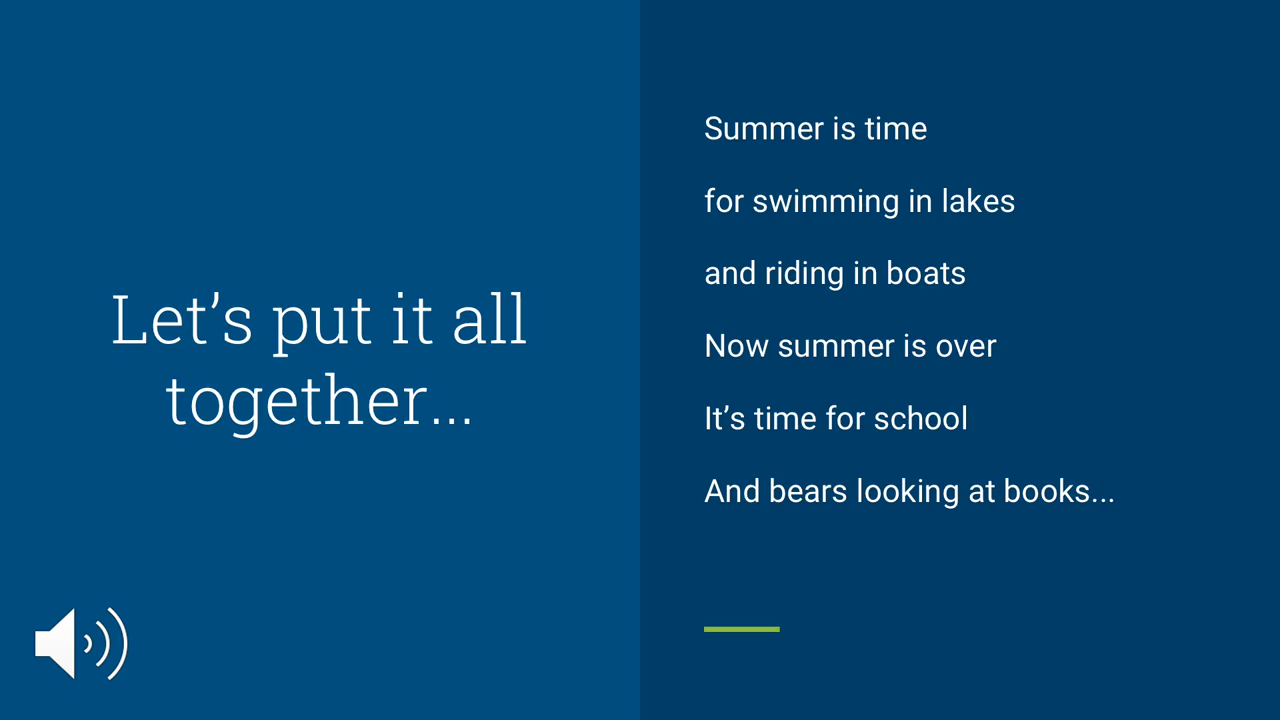 Let’s put it all
together...
Summer is time
for swimming in lakes
and riding in boats
Now summer is over
It’s time for school
And bears looking at books...